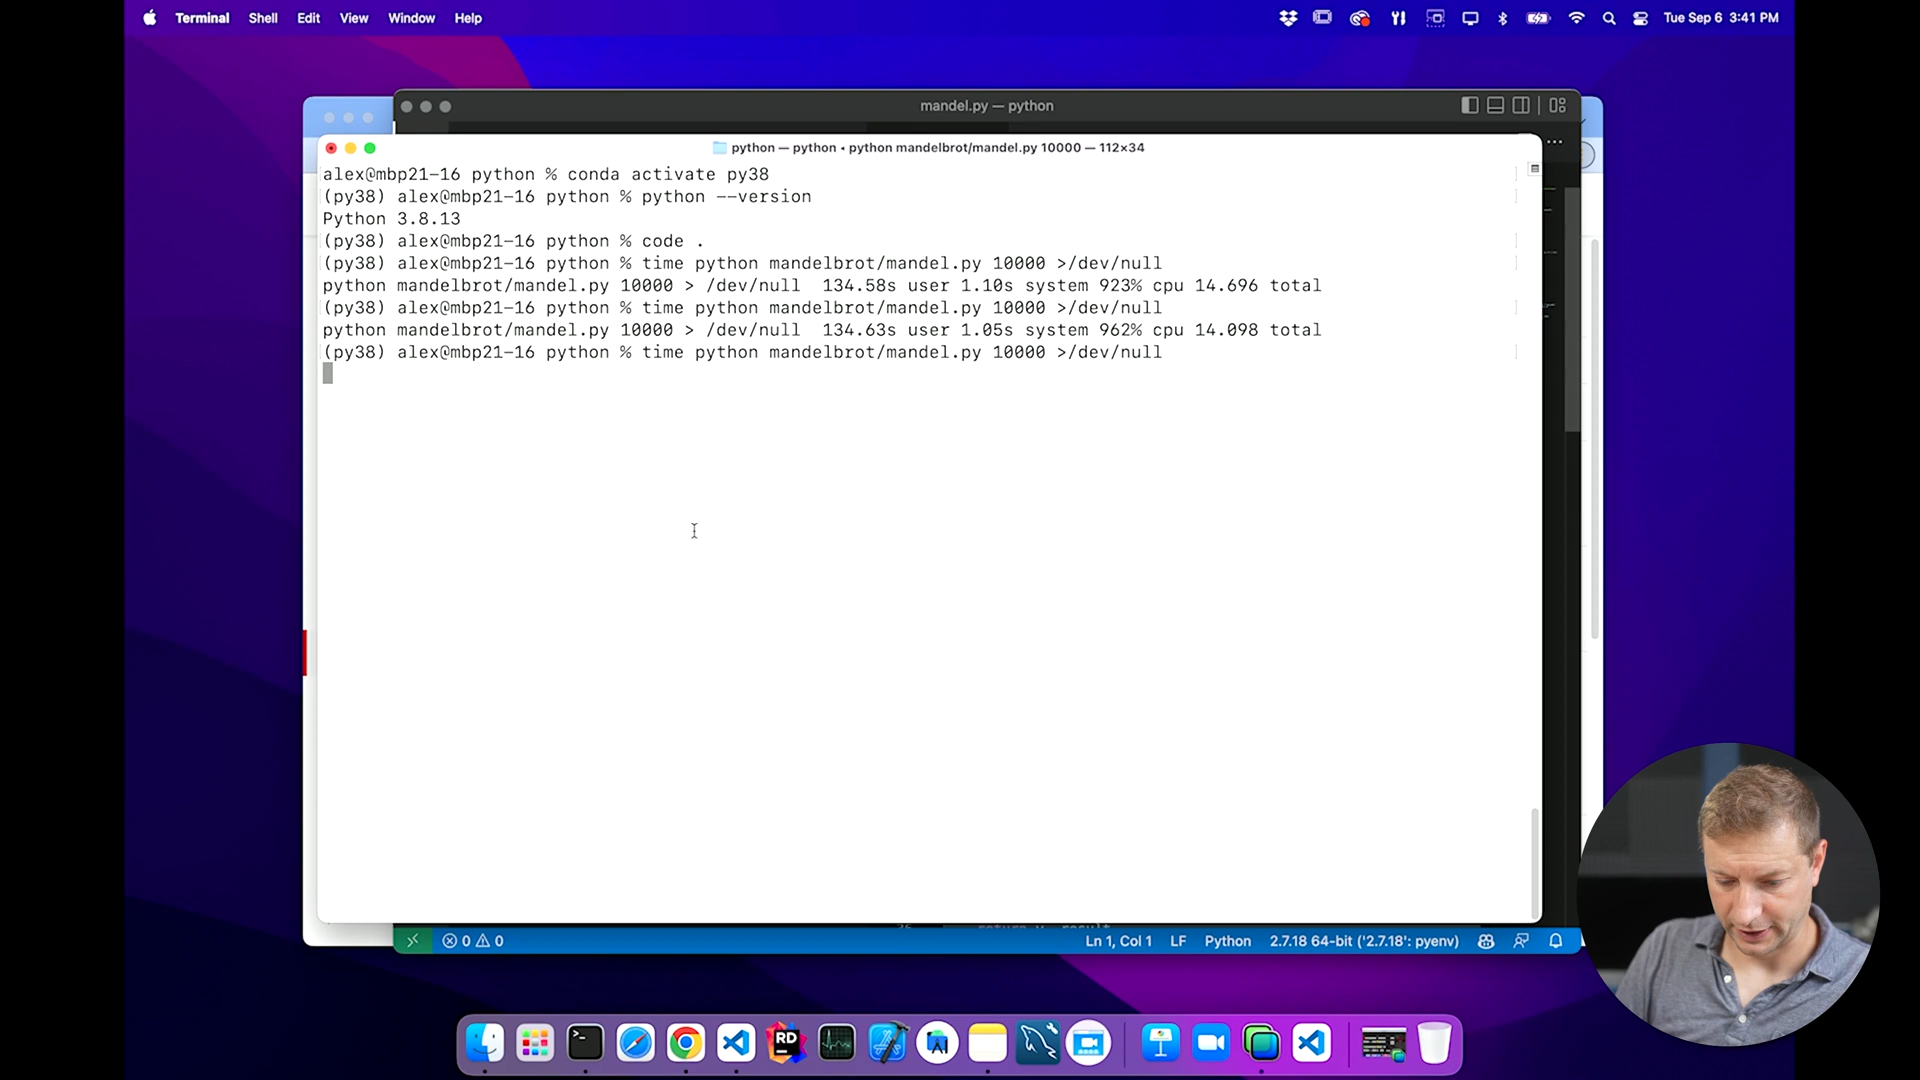 Terminal Shell Edit View Window Help
Tue Sep 6 3:41 PM
mandel.py — python
python — python • python mandelbrot/mandel.py 10000 — 112×34
alex@mbp21-16 python % conda activate py38
(py38) alex@mbp21-16 python % python --version
Python 3.8.13
(py38) alex@mbp21-16 python % code .
(py38) alex@mbp21-16 python % time python mandelbrot/mandel.py 10000 >/dev/null
python mandelbrot/mandel.py 10000 > /dev/null 134.58s user 1.10s system 923% cpu 14.696 total
(py38) alex@mbp21-16 python % time python mandelbrot/mandel.py 10000 >/dev/null
python mandelbrot/mandel.py 10000 > /dev/null 134.63s user 1.05s system 962% cpu 14.098 total
(py38) alex@mbp21-16 python % time python mandelbrot/mandel.py 10000 >/dev/null
0 0
Ln 1, Col 1 LF Python 2.7.18 64-bit ('2.7.18': pyenv)
RD